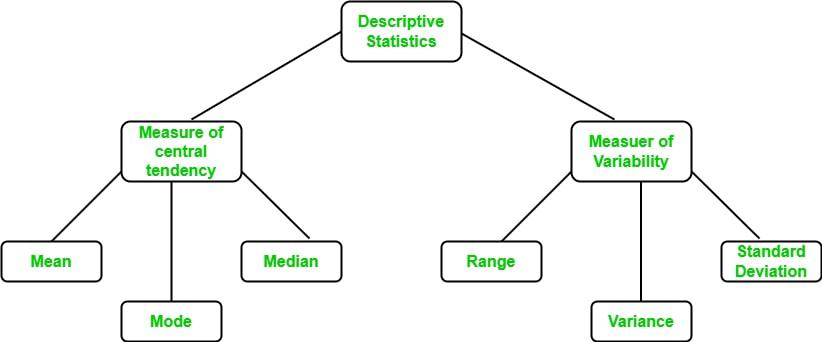 Descriptive
Statistics
Measure of
central
tendency
Measuer of
Variability
Mean
Median
Range
Standard
Deviation
Mode
Variance